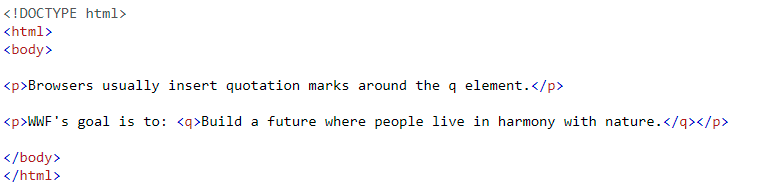 <!DOCTYPE html>
<html>
<body>
<p>Browsers usually insert quotation marks around the q element.</p>
<p>WWF's goal is to: <q>Build a future where people live in harmony with nature.</q></p>
</body>
</html>